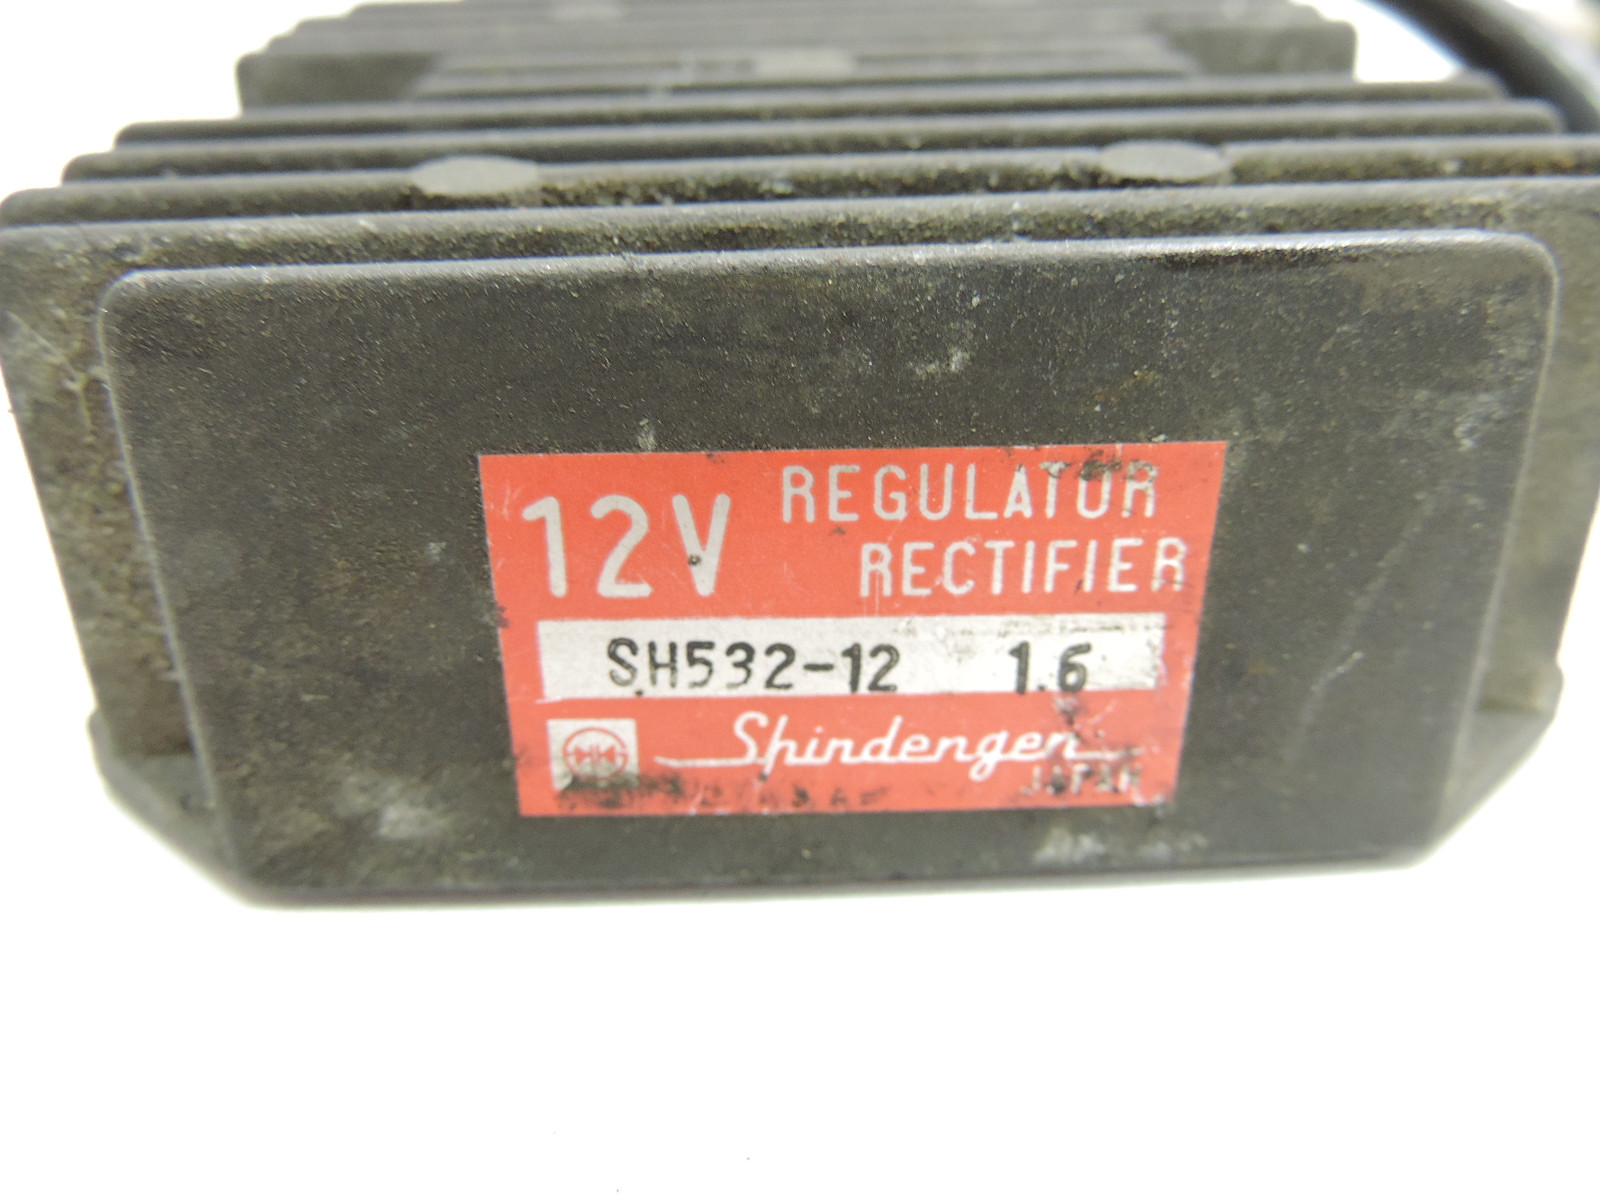 12V REGULATOR
RECTIFIER
SH532-12 1.6
Shindengen
JAPAN